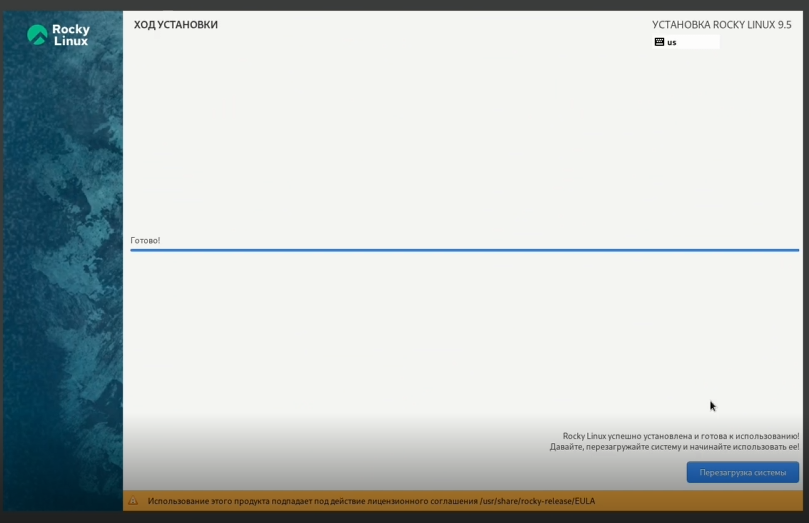 Rocky
Linux
ХОД УСТАНОВКИ
УСТАНОВКА ROCKY LINUX 9.5
us
Готово!
Rocky Linux успешно установлена и готова к использованию!
Давайте, перезагружайте систему и начинайте использовать ее!
Перезагрузка системы
Использование этого продукта подпадает под действие лицензионного соглашения /usr/share/rocky-release/EULA